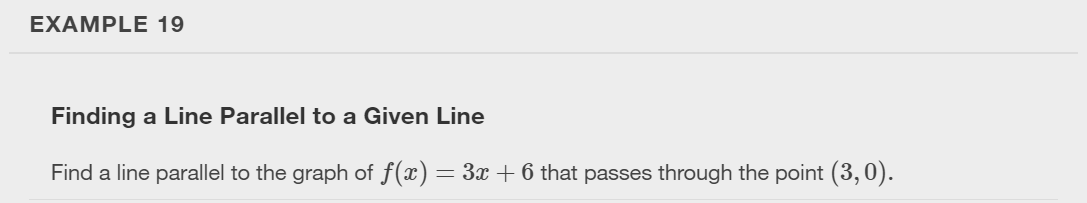 EXAMPLE 19
Finding a Line Parallel to a Given Line
Find a line parallel to the graph of f(x) = 3x + 6 that passes through the point (3, 0).